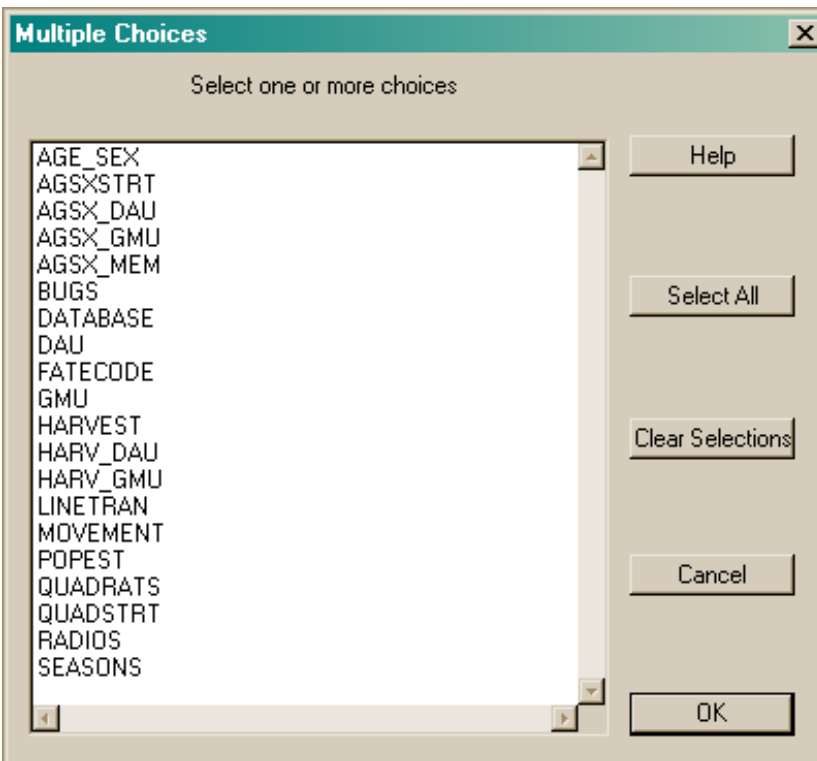 Multiple Choices
Select one or more choices
AGE_SEX
AGSXSTRT
AGSX_DAU
AGSX_GMU
AGSX_MEM
BUGS
DATABASE
DAU
FATECODE
GMU
HARVEST
HARV_DAU
HARV_GMU
LINETRAN
MOVEMENT
POPEST
QUADRATS
QUADSTRT
RADIOS
SEASONS
Help
Select All
Clear Selections
Cancel
OK